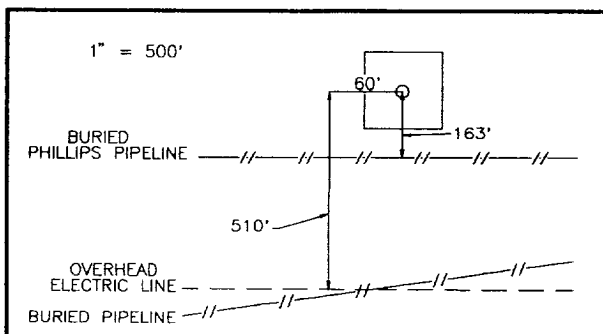 1" = 500'
60'
BURIED
PHILLIPS PIPELINE
163'
510'
OVERHEAD
ELECTRIC LINE
BURIED PIPELINE